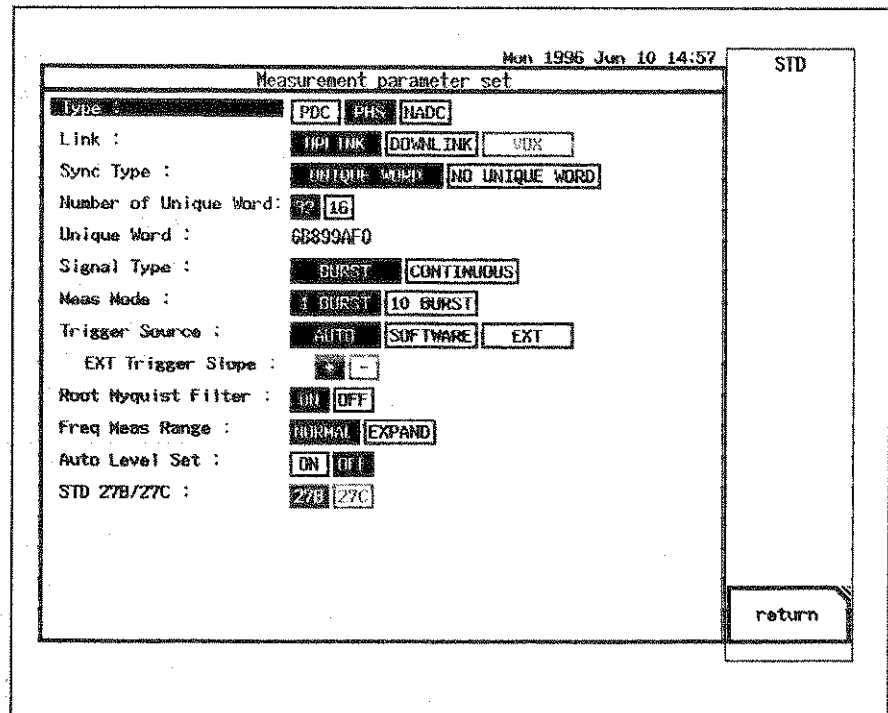 Mon 1996 Jun 10 14:57
STD
Measurement parameter set
Type : PDC PHS NADC
Link : UPLINK DOWNLINK VOX
Sync Type : UNIQUE WORD NO UNIQUE WORD
Number of Unique Word: 32 16
Unique Word : 6B899AF0
Signal Type : BURST CONTINUOUS
Meas Mode : 1 BURST 10 BURST
Trigger Source : AUTO SOFTWARE EXT
EXT Trigger Slope : + -
Root Nyquist Filter : ON OFF
Freq Meas Range : NORMAL EXPAND
Auto Level Set : ON OFF
STD 27B/27C : 27B 27C
return